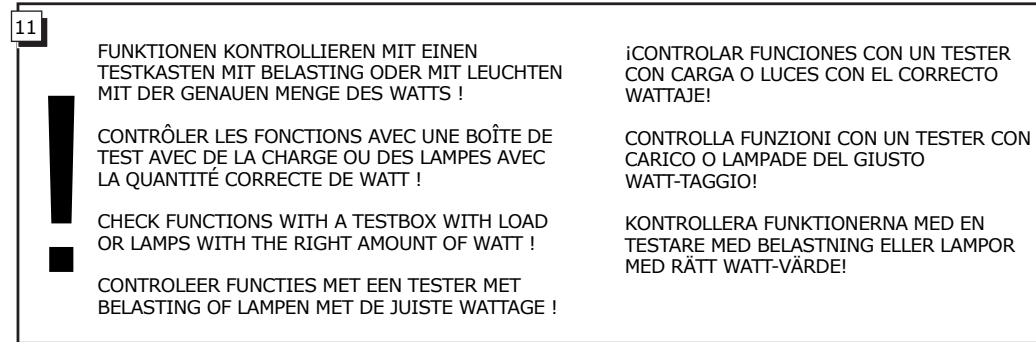 11
FUNKTIONEN KONTROLLIEREN MIT EINEN
TESTKASTEN MIT BELASTING ODER MIT LEUCHTEN
MIT DER GENAUEN MENGE DES WATTS !
CONTRÔLER LES FONCTIONS AVEC UNE BOÎTE DE
TEST AVEC DE LA CHARGE OU DES LAMPES AVEC
LA QUANTITÉ CORRECTE DE WATT !
CHECK FUNCTIONS WITH A TESTBOX WITH LOAD
OR LAMPS WITH THE RIGHT AMOUNT OF WATT !
CONTROLEER FUNCTIES MET EEN TESTER MET
BELASTING OF LAMPEN MET DE JUISTE WATTAGE !
¡CONTROLAR FUNCIONES CON UN TESTER
CON CARGA O LUCES CON EL CORRECTO
WATTAJE!
CONTROLLA FUNZIONI CON UN TESTER CON
CARICO O LAMPADE DEL GIUSTO
WATT-TAGGIO!
KONTROLLERA FUNKTIONERNA MED EN
TESTARE MED BELASTNING ELLER LAMPOR
MED RÄTT WATT-VÄRDE!